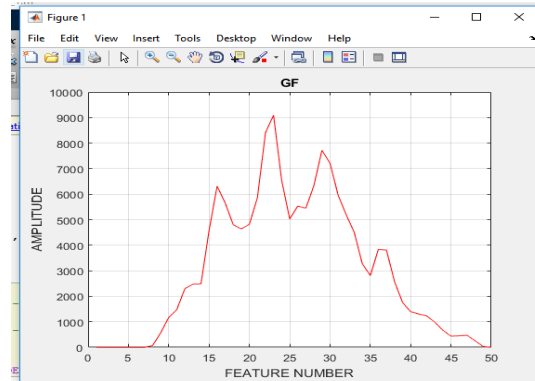 Figure 1
File Edit View Insert Tools Desktop Window Help
GF
10000
9000
8000
7000
6000
5000
4000
3000
2000
1000
0
AMPLITUDE
0 5 10 15 20 25 30 35 40 45 50
FEATURE NUMBER